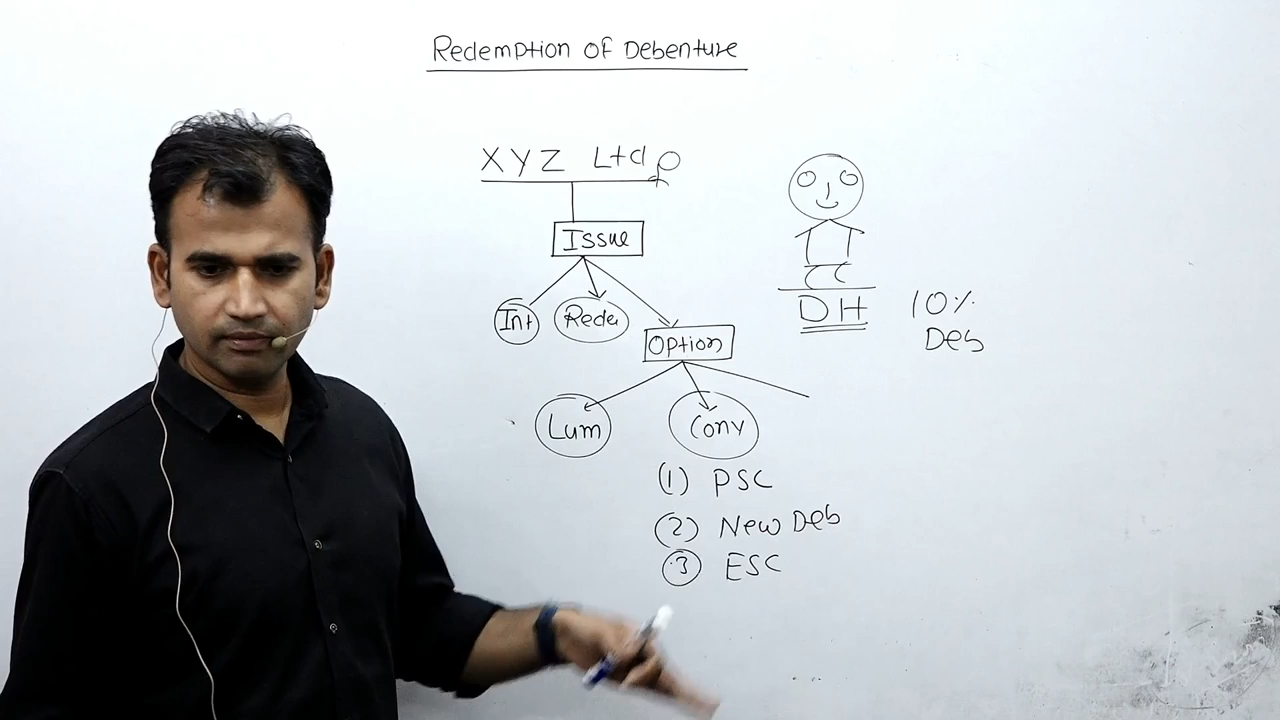 Redemption of Debenture
XYZ Ltd
Issue
Int Rede Option
DH 10%
Deb
Lum Conv
(1) PSC
(2) New Deb
(3) ESC